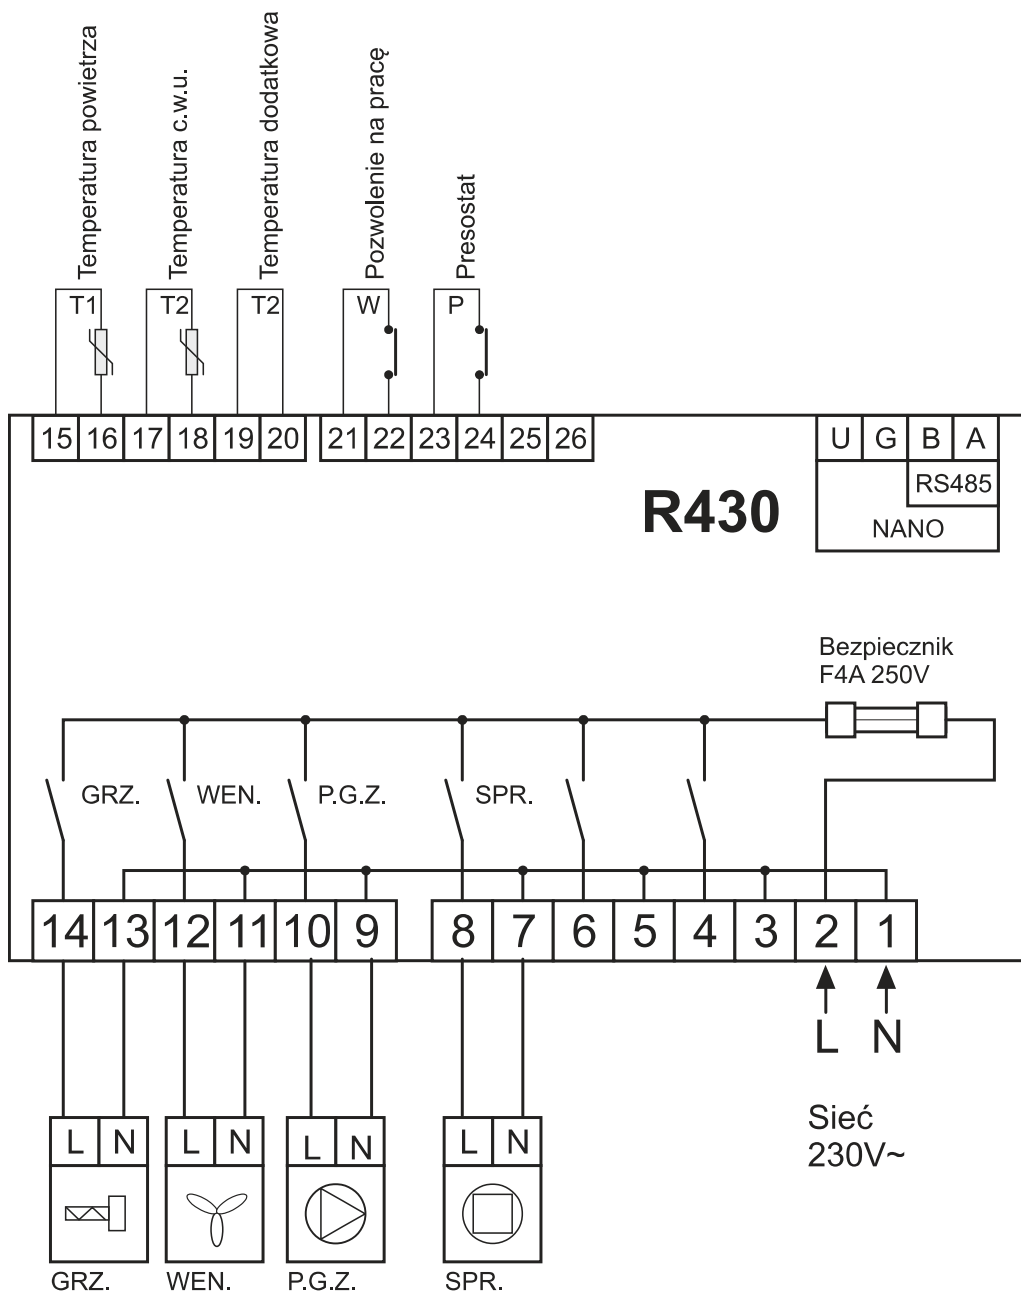 Temperatura powietrza
Temperatura c.w.u.
Temperatura dodatkowa
Pozwolenie na pracę
Presostat
T1
T2
T2
W
P
15 16 17 18 19 20 21 22 23 24 25 26
U G B A
RS485
NANO
R430
Bezpiecznik
F4A 250V
GRZ.
WEN.
P.G.Z.
SPR.
14 13 12 11 10 9 8 7 6 5 4 3 2 1
L N
Sieć
230V~
L N
L N
L N
L N
GRZ.
WEN.
P.G.Z.
SPR.